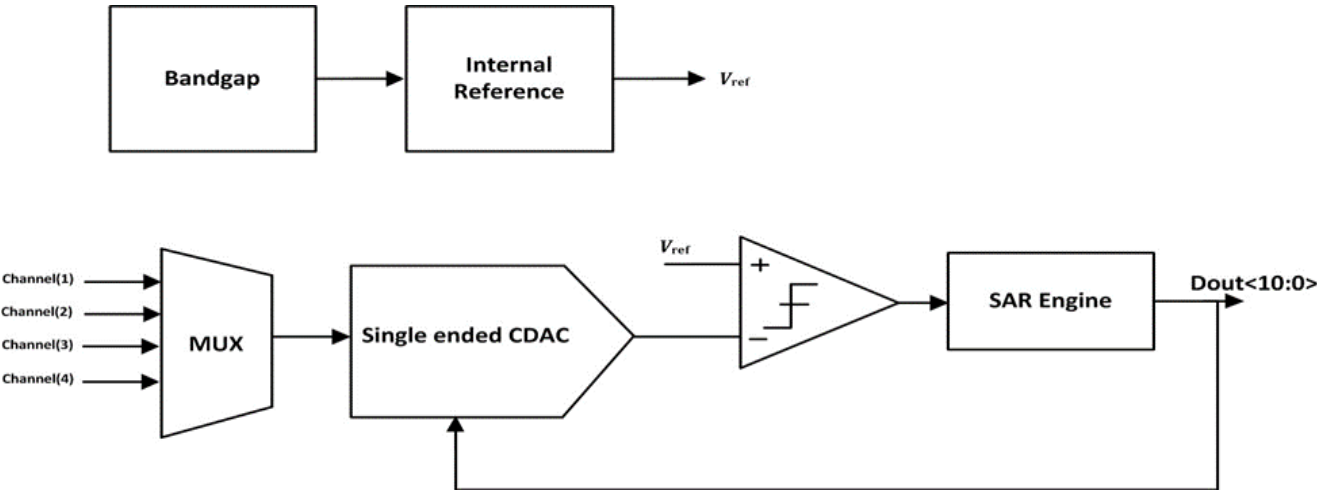 Bandgap
Internal
Reference
Vref
Channel(1)
Channel(2)
Channel(3)
Channel(4)
MUX
Single ended CDAC
Vref
+
−
SAR Engine
Dout<10:0>